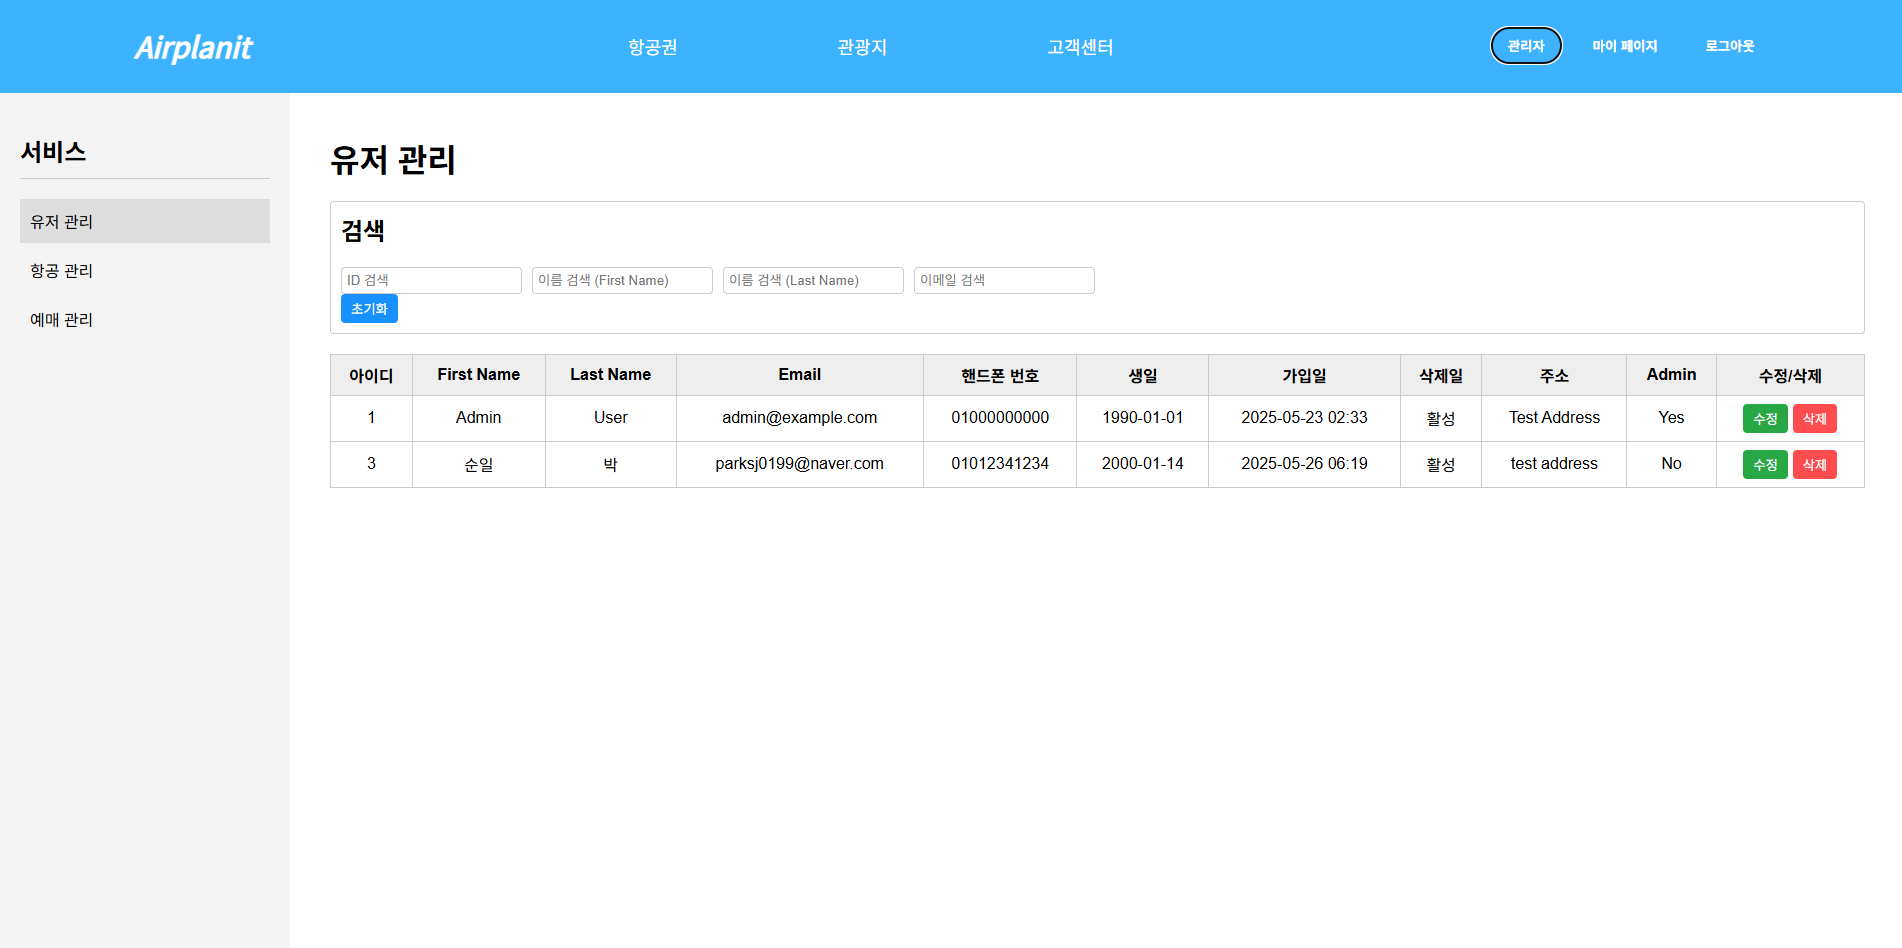 Airplanit 항공권 관광지 고객센터 관리자 마이 페이지 로그아웃
서비스
유저 관리
항공 관리
예매 관리
유저 관리
검색
ID 검색 이름 검색 (First Name) 이름 검색 (Last Name) 이메일 검색
초기화
아이디 First Name Last Name Email 핸드폰 번호 생일 가입일 삭제일 주소 Admin 수정/삭제
1 Admin User admin@example.com 01000000000 1990-01-01 2025-05-23 02:33 활성 Test Address Yes 수정 삭제
3 순일 박 parksj0199@naver.com 01012341234 2000-01-14 2025-05-26 06:19 활성 test address No 수정 삭제